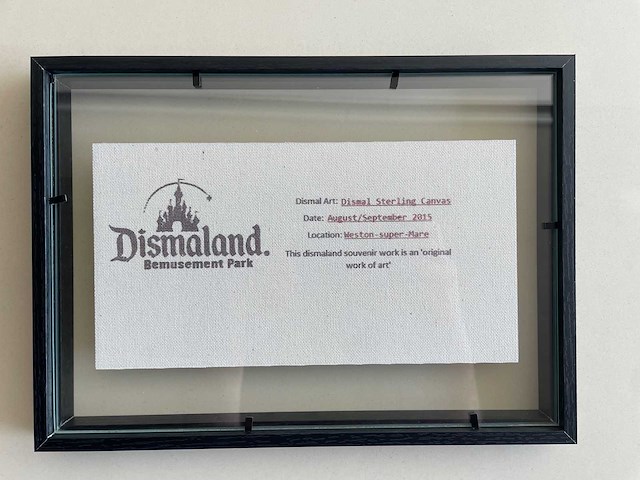 Dismaland.
Bemusement Park
Dismal Art: Dismal Sterling Canvas
Date: August/September 2015
Location: Weston-super-Mare
This dismaland souvenir work is an 'original
work of art'